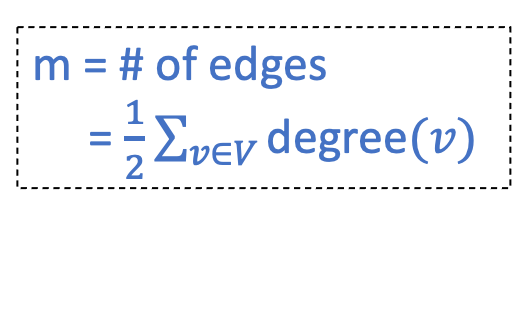 m = # of edges
= 1/2 ∑v∈V degree(v)